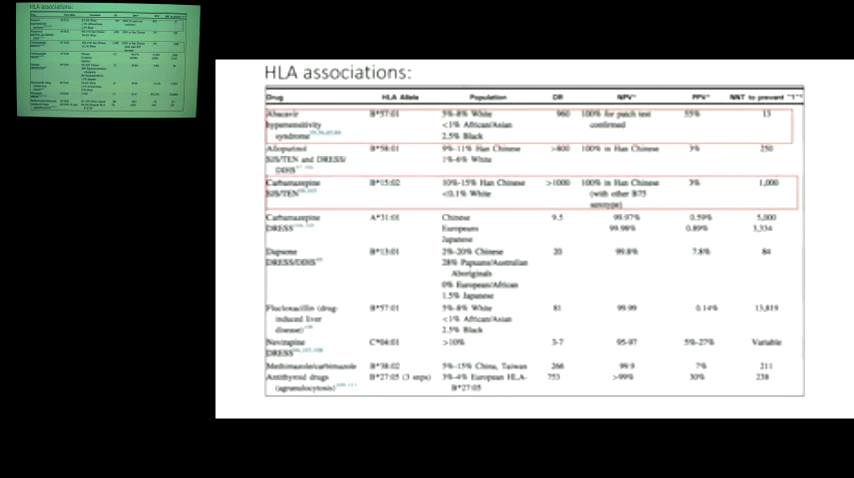 HLA associations:
Drug HLA Allele Population OR NPV* PPV* NNT to prevent "1"
Abacavir B*57:01 5%-8% White 960 100% for patch test 55% 13
hypersensitivity <1% African/Asian confirmed
syndrome 2.5% Black
Allopurinol B*58:01 9%-11% Han Chinese >800 100% in Han Chinese 3% 250
SJS/TEN and DRESS/ 1%-6% White
DIHS
Carbamazepine B*15:02 10%-15% Han Chinese >1000 100% in Han Chinese 3% 1,000
SJS/TEN <0.1% White (with other B75
serotype)
Carbamazepine A*31:01 Chinese 9.5 99.97% 0.59% 5,000
DRESS Europeans 99.98% 0.89% 3,334
Japanese
Dapsone B*13:01 2%-20% Chinese 20 99.8% 7.8% 84
DRESS/DIHS 28% Papuans/Australian
Aboriginals
0% European/African
1.5% Japanese
Flucloxacillin (drug- B*57:01 5%-8% White 81 99.99 0.14% 13,819
induced liver <1% African/Asian
disease) 2.5% Black
Nevirapine C*04:01 >10% 3-7 95-97 5%-27% Variable
DRESS
Methimazole/carbimazole B*38:02 5%-15% China, Taiwan 266 99.9 7% 211
Antithyroid drugs B*27:05 (3 snps) 3%-4% European HLA- 753 >99% 30% 238
(agranulocytosis) B*27:05